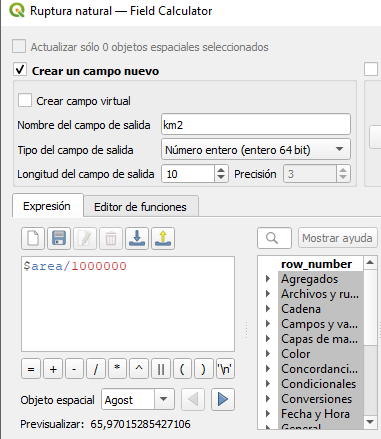 Ruptura natural — Field Calculator
Actualizar sólo 0 objetos espaciales seleccionados
Crear un campo nuevo
Crear campo virtual
Nombre del campo de salida km2
Tipo del campo de salida Número entero (entero 64 bit)
Longitud del campo de salida 10 Precisión 3
Expresión Editor de funciones
Mostrar ayuda
$area/1000000
row_number
Agregados
Archivos y ru...
Cadena
Campos y va...
Capas de ma...
Color
Concordanci...
Condicionales
Conversiones
Fecha y Hora
General
= + - / * ^ || ( ) '\n'
Objeto espacial Agost
Previsualizar: 65,97015285427106